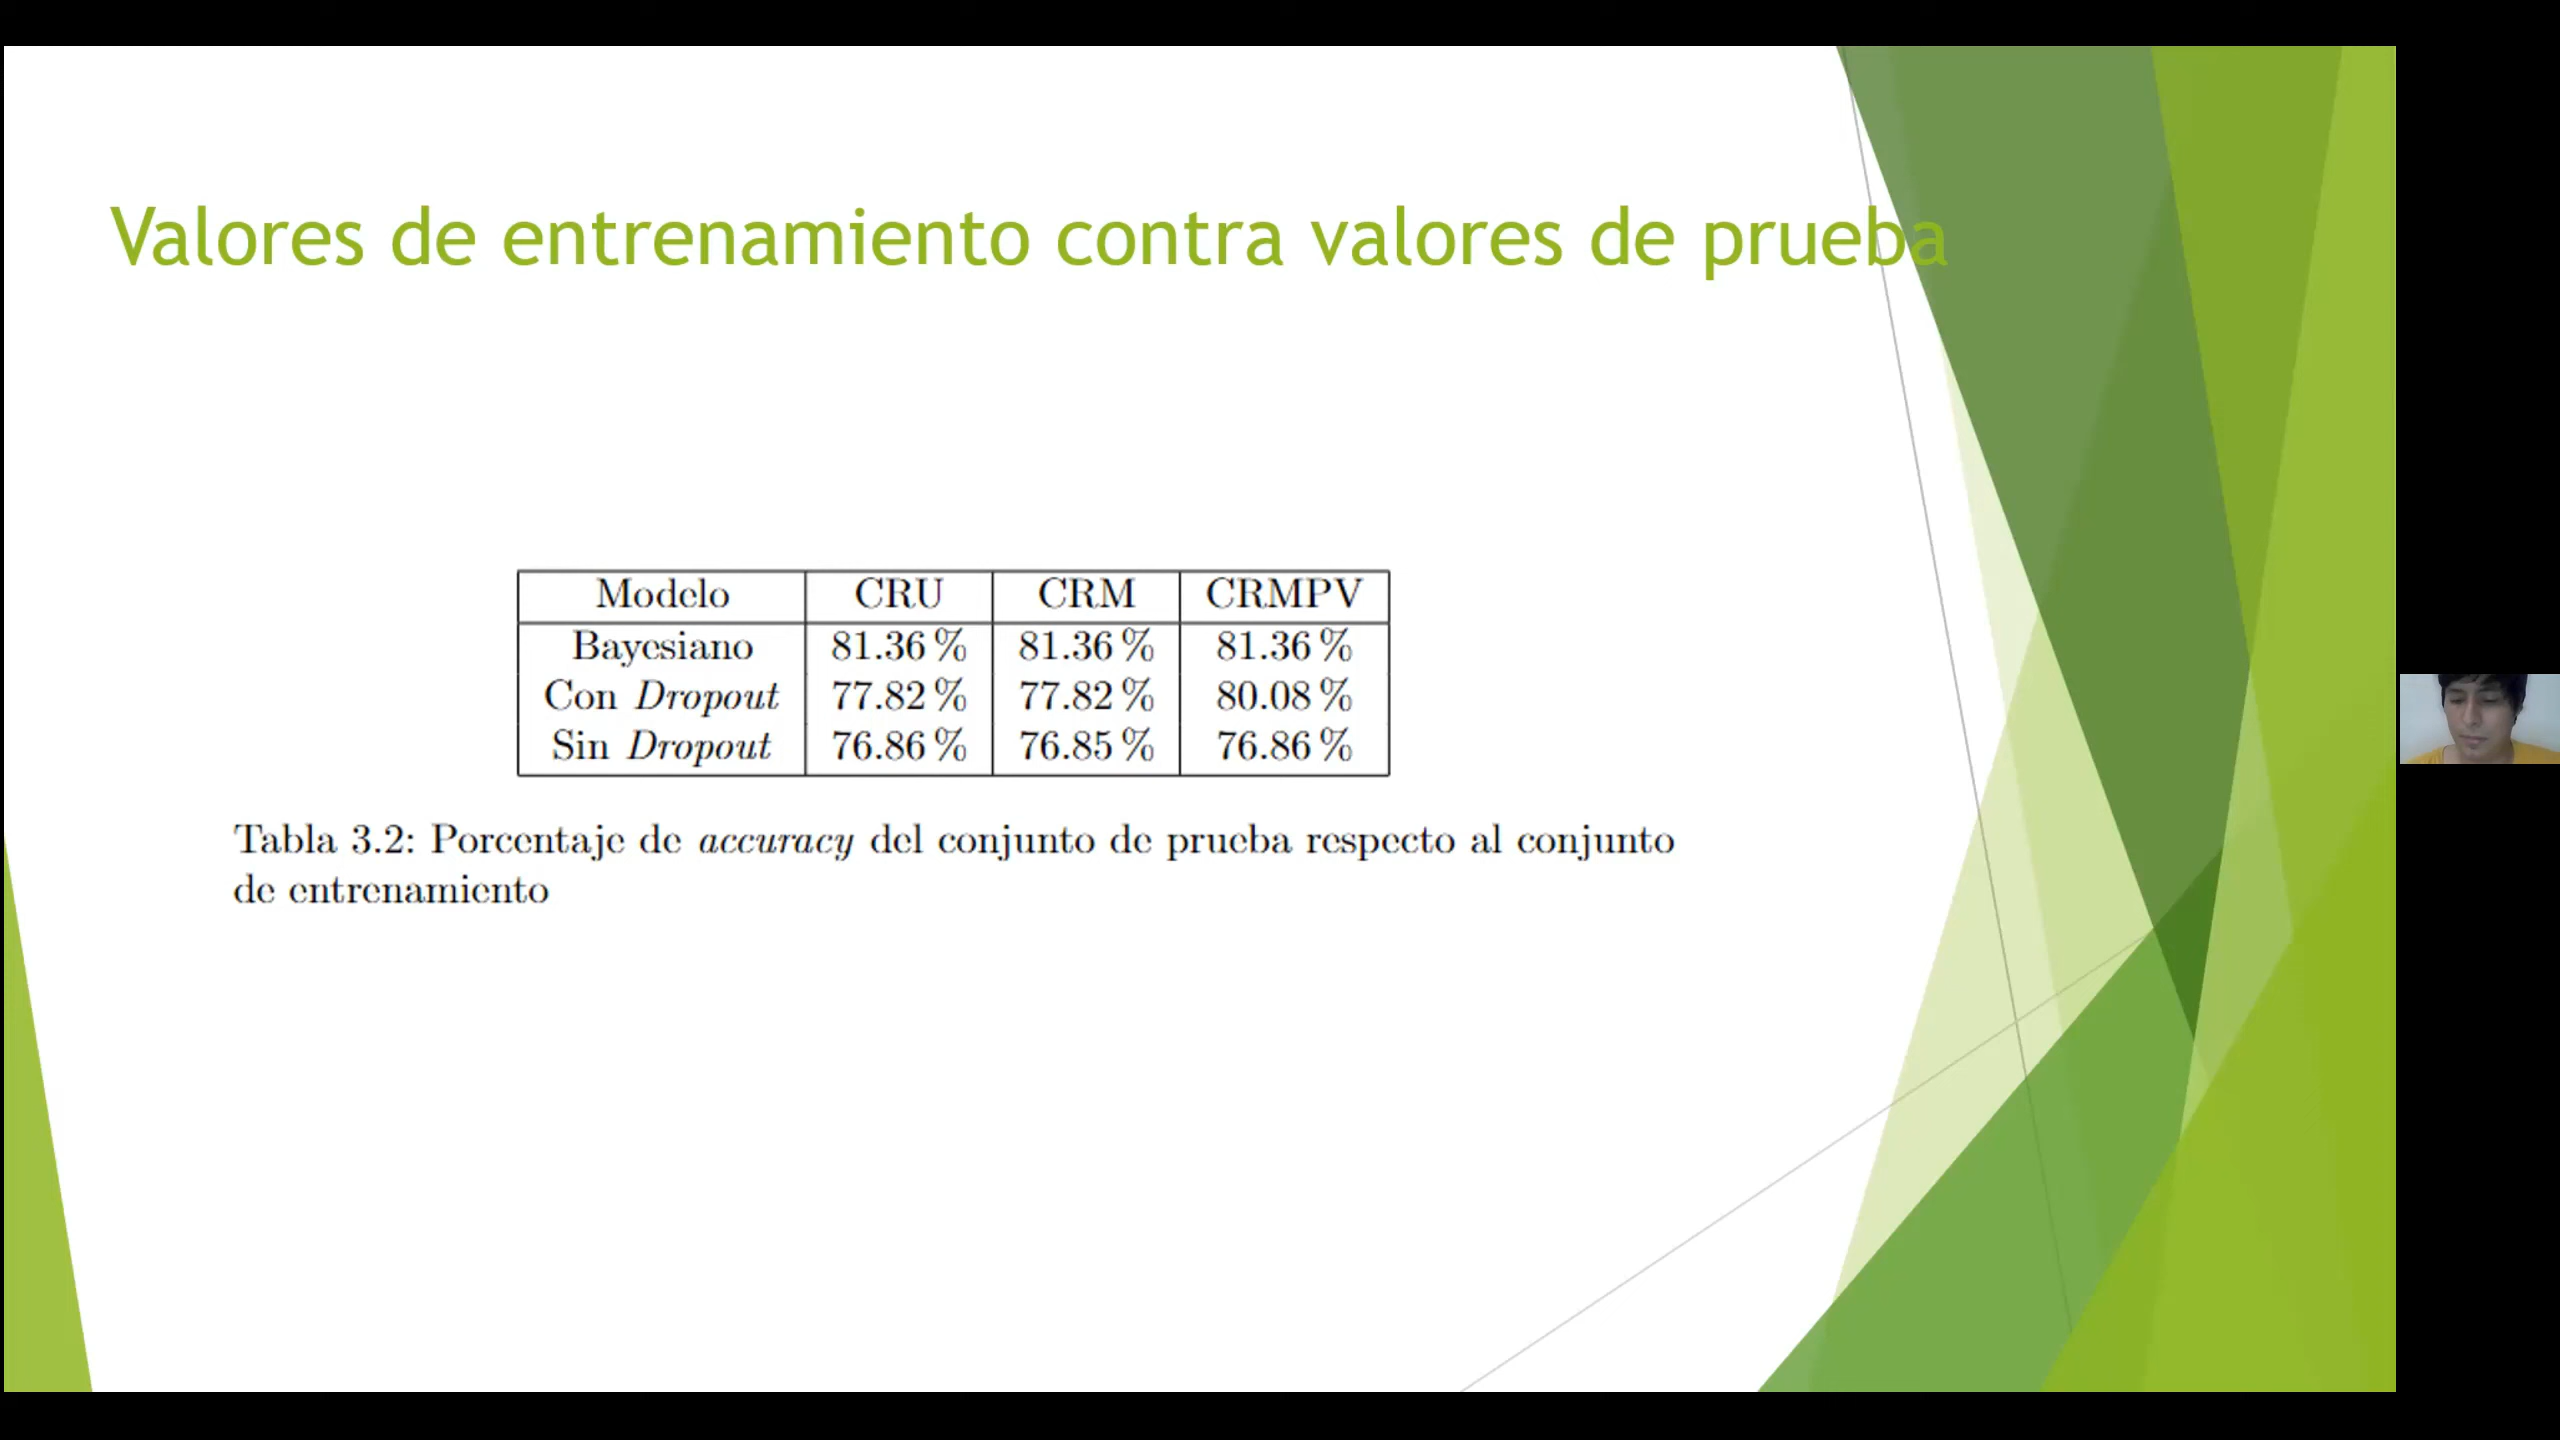 Valores de entrenamiento contra valores de prueba
Modelo CRU CRM CRMPV
Bayesiano 81.36 % 81.36 % 81.36 %
Con Dropout 77.82 % 77.82 % 80.08 %
Sin Dropout 76.86 % 76.85 % 76.86 %
Tabla 3.2: Porcentaje de accuracy del conjunto de prueba respecto al conjunto
de entrenamiento